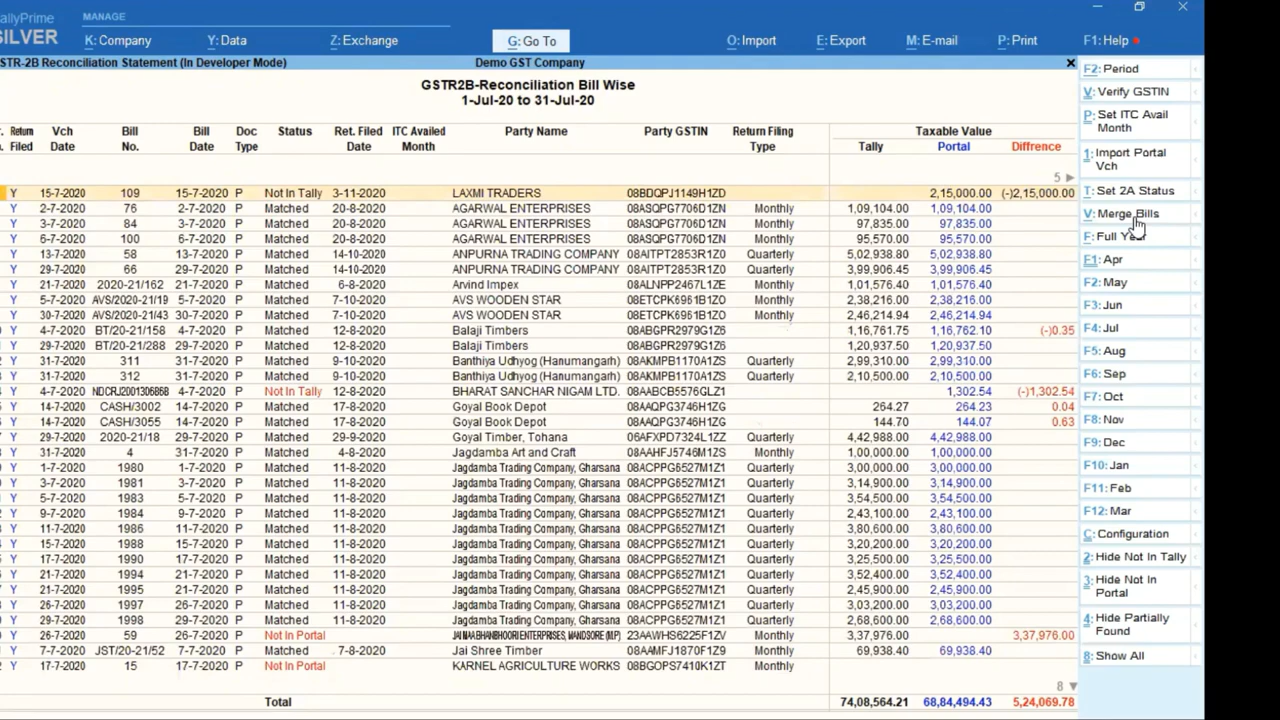 allyPrime
MANAGE
SILVER
K: Company
Y: Data
Z: Exchange
G: Go To
O: Import
E: Export
M: E-mail
P: Print
F1: Help
STR-2B Reconciliation Statement (In Developer Mode)
Demo GST Company
GSTR2B-Reconciliation Bill Wise
1-Jul-20 to 31-Jul-20
Return Vch Bill Bill Doc Status Ret. Filed ITC Availed Party Name Party GSTIN Return Filing Taxable Value
Filed Date No. Date Type Date Month Type Tally Portal Diffrence
5
Y 15-7-2020 109 15-7-2020 P Not In Tally 3-11-2020 LAXMI TRADERS 08BDQPJ1149H1ZD 2,15,000.00 (-)2,15,000.00
Y 2-7-2020 76 2-7-2020 P Matched 20-8-2020 AGARWAL ENTERPRISES 08ASQPG7706D1ZN Monthly 1,09,104.00 1,09,104.00
Y 3-7-2020 84 3-7-2020 P Matched 20-8-2020 AGARWAL ENTERPRISES 08ASQPG7706D1ZN Monthly 97,835.00 97,835.00
Y 6-7-2020 100 6-7-2020 P Matched 20-8-2020 AGARWAL ENTERPRISES 08ASQPG7706D1ZN Monthly 95,570.00 95,570.00
Y 13-7-2020 58 13-7-2020 P Matched 14-10-2020 ANPURNA TRADING COMPANY 08AITPT2853R1Z0 Quarterly 5,02,938.80 5,02,938.80
Y 29-7-2020 66 29-7-2020 P Matched 14-10-2020 ANPURNA TRADING COMPANY 08AITPT2853R1Z0 Quarterly 3,99,906.45 3,99,906.45
Y 21-7-2020 2020-21/162 21-7-2020 P Matched 6-8-2020 Arvind Impex 08ALNPP2467L1ZE Monthly 1,01,576.40 1,01,576.40
Y 5-7-2020 AVS/2020-21/19 5-7-2020 P Matched 7-10-2020 AVS WOODEN STAR 08ETCPK6961B1ZO Monthly 2,38,216.00 2,38,216.00
Y 30-7-2020 AVS/2020-21/43 30-7-2020 P Matched 7-10-2020 AVS WOODEN STAR 08ETCPK6961B1ZO Monthly 2,46,214.94 2,46,214.94
Y 4-7-2020 BT/20-21/158 4-7-2020 P Matched 12-8-2020 Balaji Timbers 08ABGPR2979G1Z6 1,16,761.75 1,16,762.10 (-)0.35
Y 29-7-2020 BT/20-21/288 29-7-2020 P Matched 12-8-2020 Balaji Timbers 08ABGPR2979G1Z6 1,20,937.50 1,20,937.50
Y 31-7-2020 311 31-7-2020 P Matched 9-10-2020 Banthiya Udhyog (Hanumangarh) 08AKMPB1170A1ZS Quarterly 2,99,310.00 2,99,310.00
Y 31-7-2020 312 31-7-2020 P Matched 9-10-2020 Banthiya Udhyog (Hanumangarh) 08AKMPB1170A1ZS Quarterly 2,10,500.00 2,10,500.00
Y 4-7-2020 NDCRJ2001306868 4-7-2020 P Not In Tally 12-8-2020 BHARAT SANCHAR NIGAM LTD. 08AABCB5576GLZ1 1,302.54 (-)1,302.54
Y 14-7-2020 CASH/3002 14-7-2020 P Matched 17-8-2020 Goyal Book Depot 08AAQPG3746H1ZG 264.27 264.23 0.04
Y 14-7-2020 CASH/3055 14-7-2020 P Matched 17-8-2020 Goyal Book Depot 08AAQPG3746H1ZG 144.70 144.07 0.63
Y 29-7-2020 2020-21/18 29-7-2020 P Matched 29-9-2020 Goyal Timber, Tohana 06AFXPD7324L1ZZ Quarterly 4,42,988.00 4,42,988.00
Y 31-7-2020 4 31-7-2020 P Matched 4-8-2020 Jagdamba Art and Craft 08AAHFJ5746M1ZS Monthly 1,00,000.00 1,00,000.00
Y 1-7-2020 1980 1-7-2020 P Matched 11-8-2020 Jagdamba Trading Company, Gharsana 08ACPPG6527M1Z1 Quarterly 3,00,000.00 3,00,000.00
Y 3-7-2020 1981 3-7-2020 P Matched 11-8-2020 Jagdamba Trading Company, Gharsana 08ACPPG6527M1Z1 Quarterly 3,14,900.00 3,14,900.00
Y 5-7-2020 1983 5-7-2020 P Matched 11-8-2020 Jagdamba Trading Company, Gharsana 08ACPPG6527M1Z1 Quarterly 3,54,500.00 3,54,500.00
Y 9-7-2020 1984 9-7-2020 P Matched 11-8-2020 Jagdamba Trading Company, Gharsana 08ACPPG6527M1Z1 Quarterly 2,43,100.00 2,43,100.00
Y 11-7-2020 1986 11-7-2020 P Matched 11-8-2020 Jagdamba Trading Company, Gharsana 08ACPPG6527M1Z1 Quarterly 3,80,600.00 3,80,600.00
Y 15-7-2020 1988 15-7-2020 P Matched 11-8-2020 Jagdamba Trading Company, Gharsana 08ACPPG6527M1Z1 Quarterly 3,20,200.00 3,20,200.00
Y 17-7-2020 1990 17-7-2020 P Matched 11-8-2020 Jagdamba Trading Company, Gharsana 08ACPPG6527M1Z1 Quarterly 3,25,500.00 3,25,500.00
Y 21-7-2020 1994 21-7-2020 P Matched 11-8-2020 Jagdamba Trading Company, Gharsana 08ACPPG6527M1Z1 Quarterly 3,52,400.00 3,52,400.00
Y 21-7-2020 1995 21-7-2020 P Matched 11-8-2020 Jagdamba Trading Company, Gharsana 08ACPPG6527M1Z1 Quarterly 2,45,900.00 2,45,900.00
Y 26-7-2020 1997 26-7-2020 P Matched 11-8-2020 Jagdamba Trading Company, Gharsana 08ACPPG6527M1Z1 Quarterly 3,03,200.00 3,03,200.00
Y 29-7-2020 1998 29-7-2020 P Matched 11-8-2020 Jagdamba Trading Company, Gharsana 08ACPPG6527M1Z1 Quarterly 2,68,600.00 2,68,600.00
Y 26-7-2020 59 26-7-2020 P Not In Portal JAI MAA BHANBHOORI ENTERPRISES, MANDSORE (M.P) 23AAWHS6225F1ZV Monthly 3,37,976.00 3,37,976.00
Y 7-7-2020 JST/20-21/52 7-7-2020 P Matched 7-8-2020 Jai Shree Timber 08AAMFJ1870F1Z9 Monthly 69,938.40 69,938.40
Y 17-7-2020 15 17-7-2020 P Not In Portal KARNEL AGRICULTURE WORKS 08BGOPS7410K1ZT Monthly
8
Total 74,08,564.21 68,84,494.43 5,24,069.78
F2: Period
V: Verify GSTIN
P: Set ITC Avail
Month
1: Import Portal
Vch
T: Set 2A Status
V: Merge Bills
F: Full
F1: Apr
F2: May
F3: Jun
F4: Jul
F5: Aug
F6: Sep
F7: Oct
F8: Nov
F9: Dec
F10: Jan
F11: Feb
F12: Mar
C: Configuration
2: Hide Not In Tally
3: Hide Not In
Portal
4: Hide Partially
Found
8: Show All